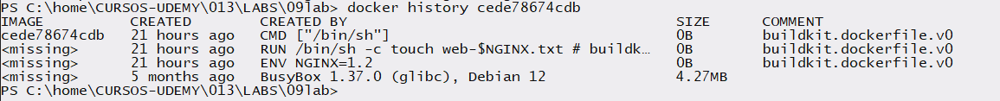 PS C:\home\CURSOS-UDEMY\013\LABS\09lab> docker history cede78674cdb
IMAGE          CREATED        CREATED BY                                      SIZE      COMMENT
cede78674cdb   21 hours ago   CMD ["/bin/sh"]                                 0B        buildkit.dockerfile.v0
<missing>      21 hours ago   RUN /bin/sh -c touch web-$NGINX.txt # buildk…   0B        buildkit.dockerfile.v0
<missing>      21 hours ago   ENV NGINX=1.2                                   0B        buildkit.dockerfile.v0
<missing>      5 months ago   BusyBox 1.37.0 (glibc), Debian 12               4.27MB
PS C:\home\CURSOS-UDEMY\013\LABS\09lab>